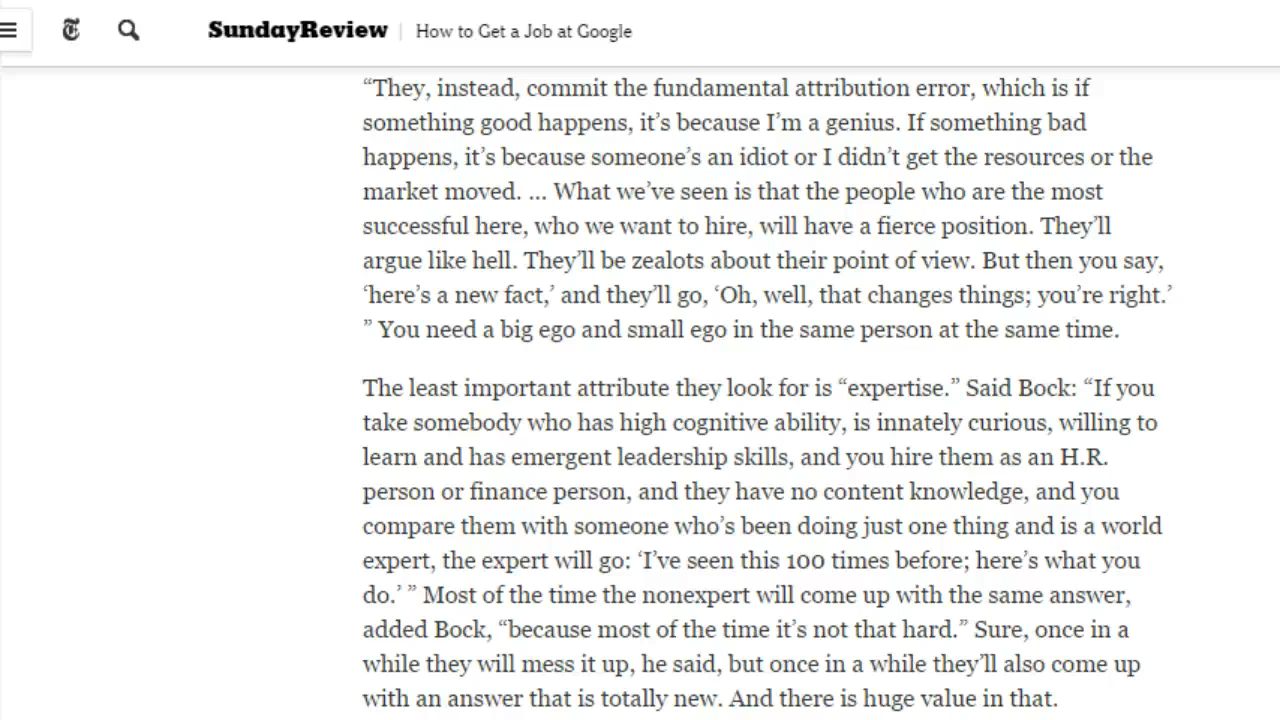 SundayReview | How to Get a Job at Google
“They, instead, commit the fundamental attribution error, which is if
something good happens, it’s because I’m a genius. If something bad
happens, it’s because someone’s an idiot or I didn’t get the resources or the
market moved. ... What we’ve seen is that the people who are the most
successful here, who we want to hire, will have a fierce position. They’ll
argue like hell. They’ll be zealots about their point of view. But then you say,
‘here’s a new fact,’ and they’ll go, ‘Oh, well, that changes things; you’re right.’
” You need a big ego and small ego in the same person at the same time.
The least important attribute they look for is “expertise.” Said Bock: “If you
take somebody who has high cognitive ability, is innately curious, willing to
learn and has emergent leadership skills, and you hire them as an H.R.
person or finance person, and they have no content knowledge, and you
compare them with someone who’s been doing just one thing and is a world
expert, the expert will go: ‘I’ve seen this 100 times before; here’s what you
do.’ ” Most of the time the nonexpert will come up with the same answer,
added Bock, “because most of the time it’s not that hard.” Sure, once in a
while they will mess it up, he said, but once in a while they’ll also come up
with an answer that is totally new. And there is huge value in that.